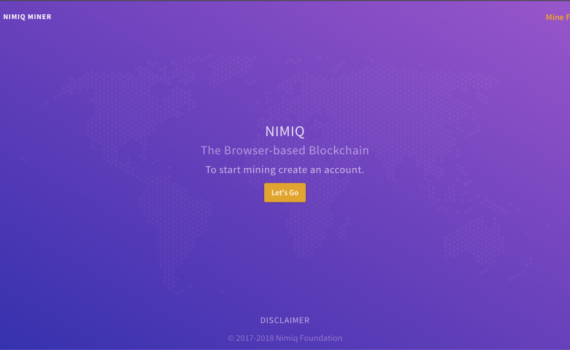 NIMIQ MINER
Mine F
NIMIQ
The Browser-based Blockchain
To start mining create an account.
Let's Go
DISCLAIMER
© 2017-2018 Nimiq Foundation